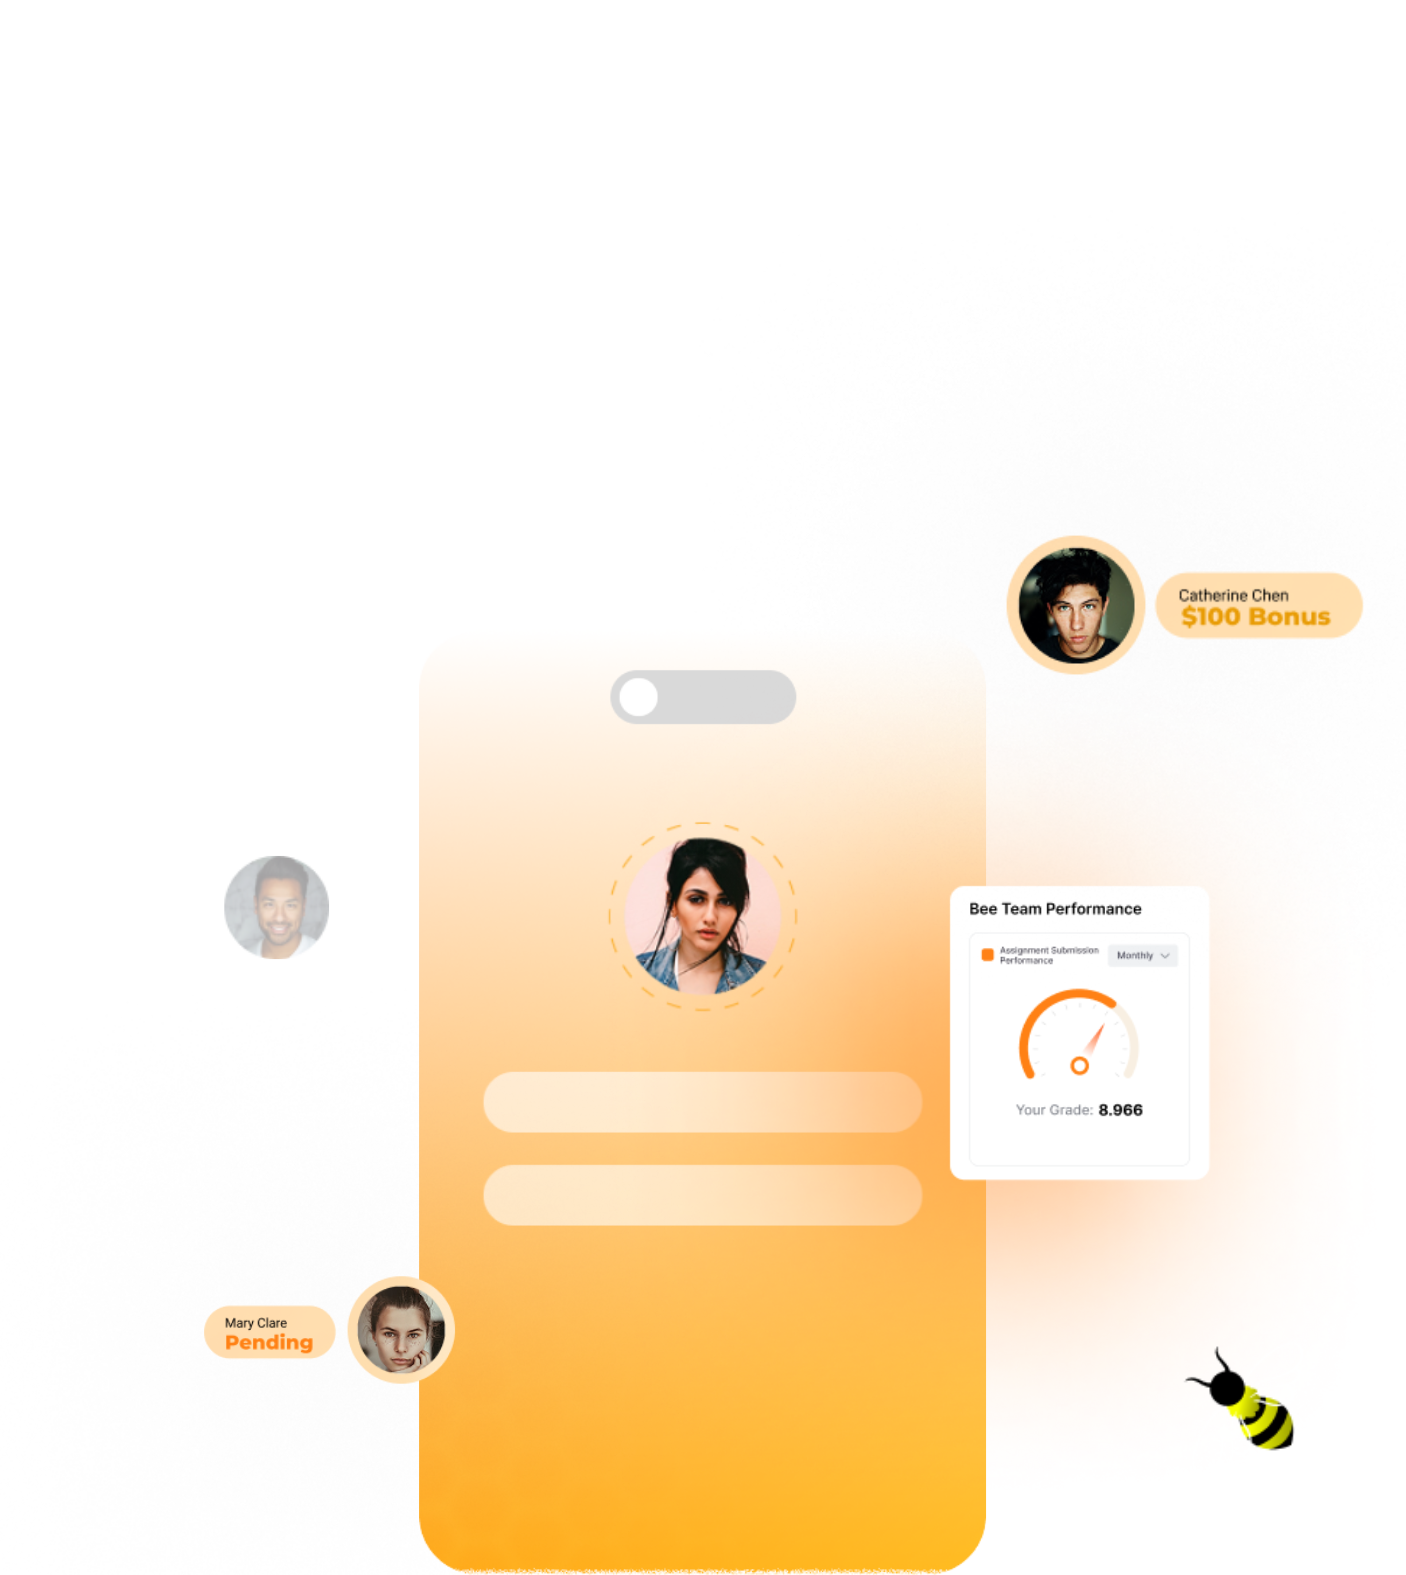 Catherine Chen
$100 Bonus
Bee Team Performance
Assignment Submission
Performance
Monthly
Your Grade: 8.966
Mary Clare
Pending